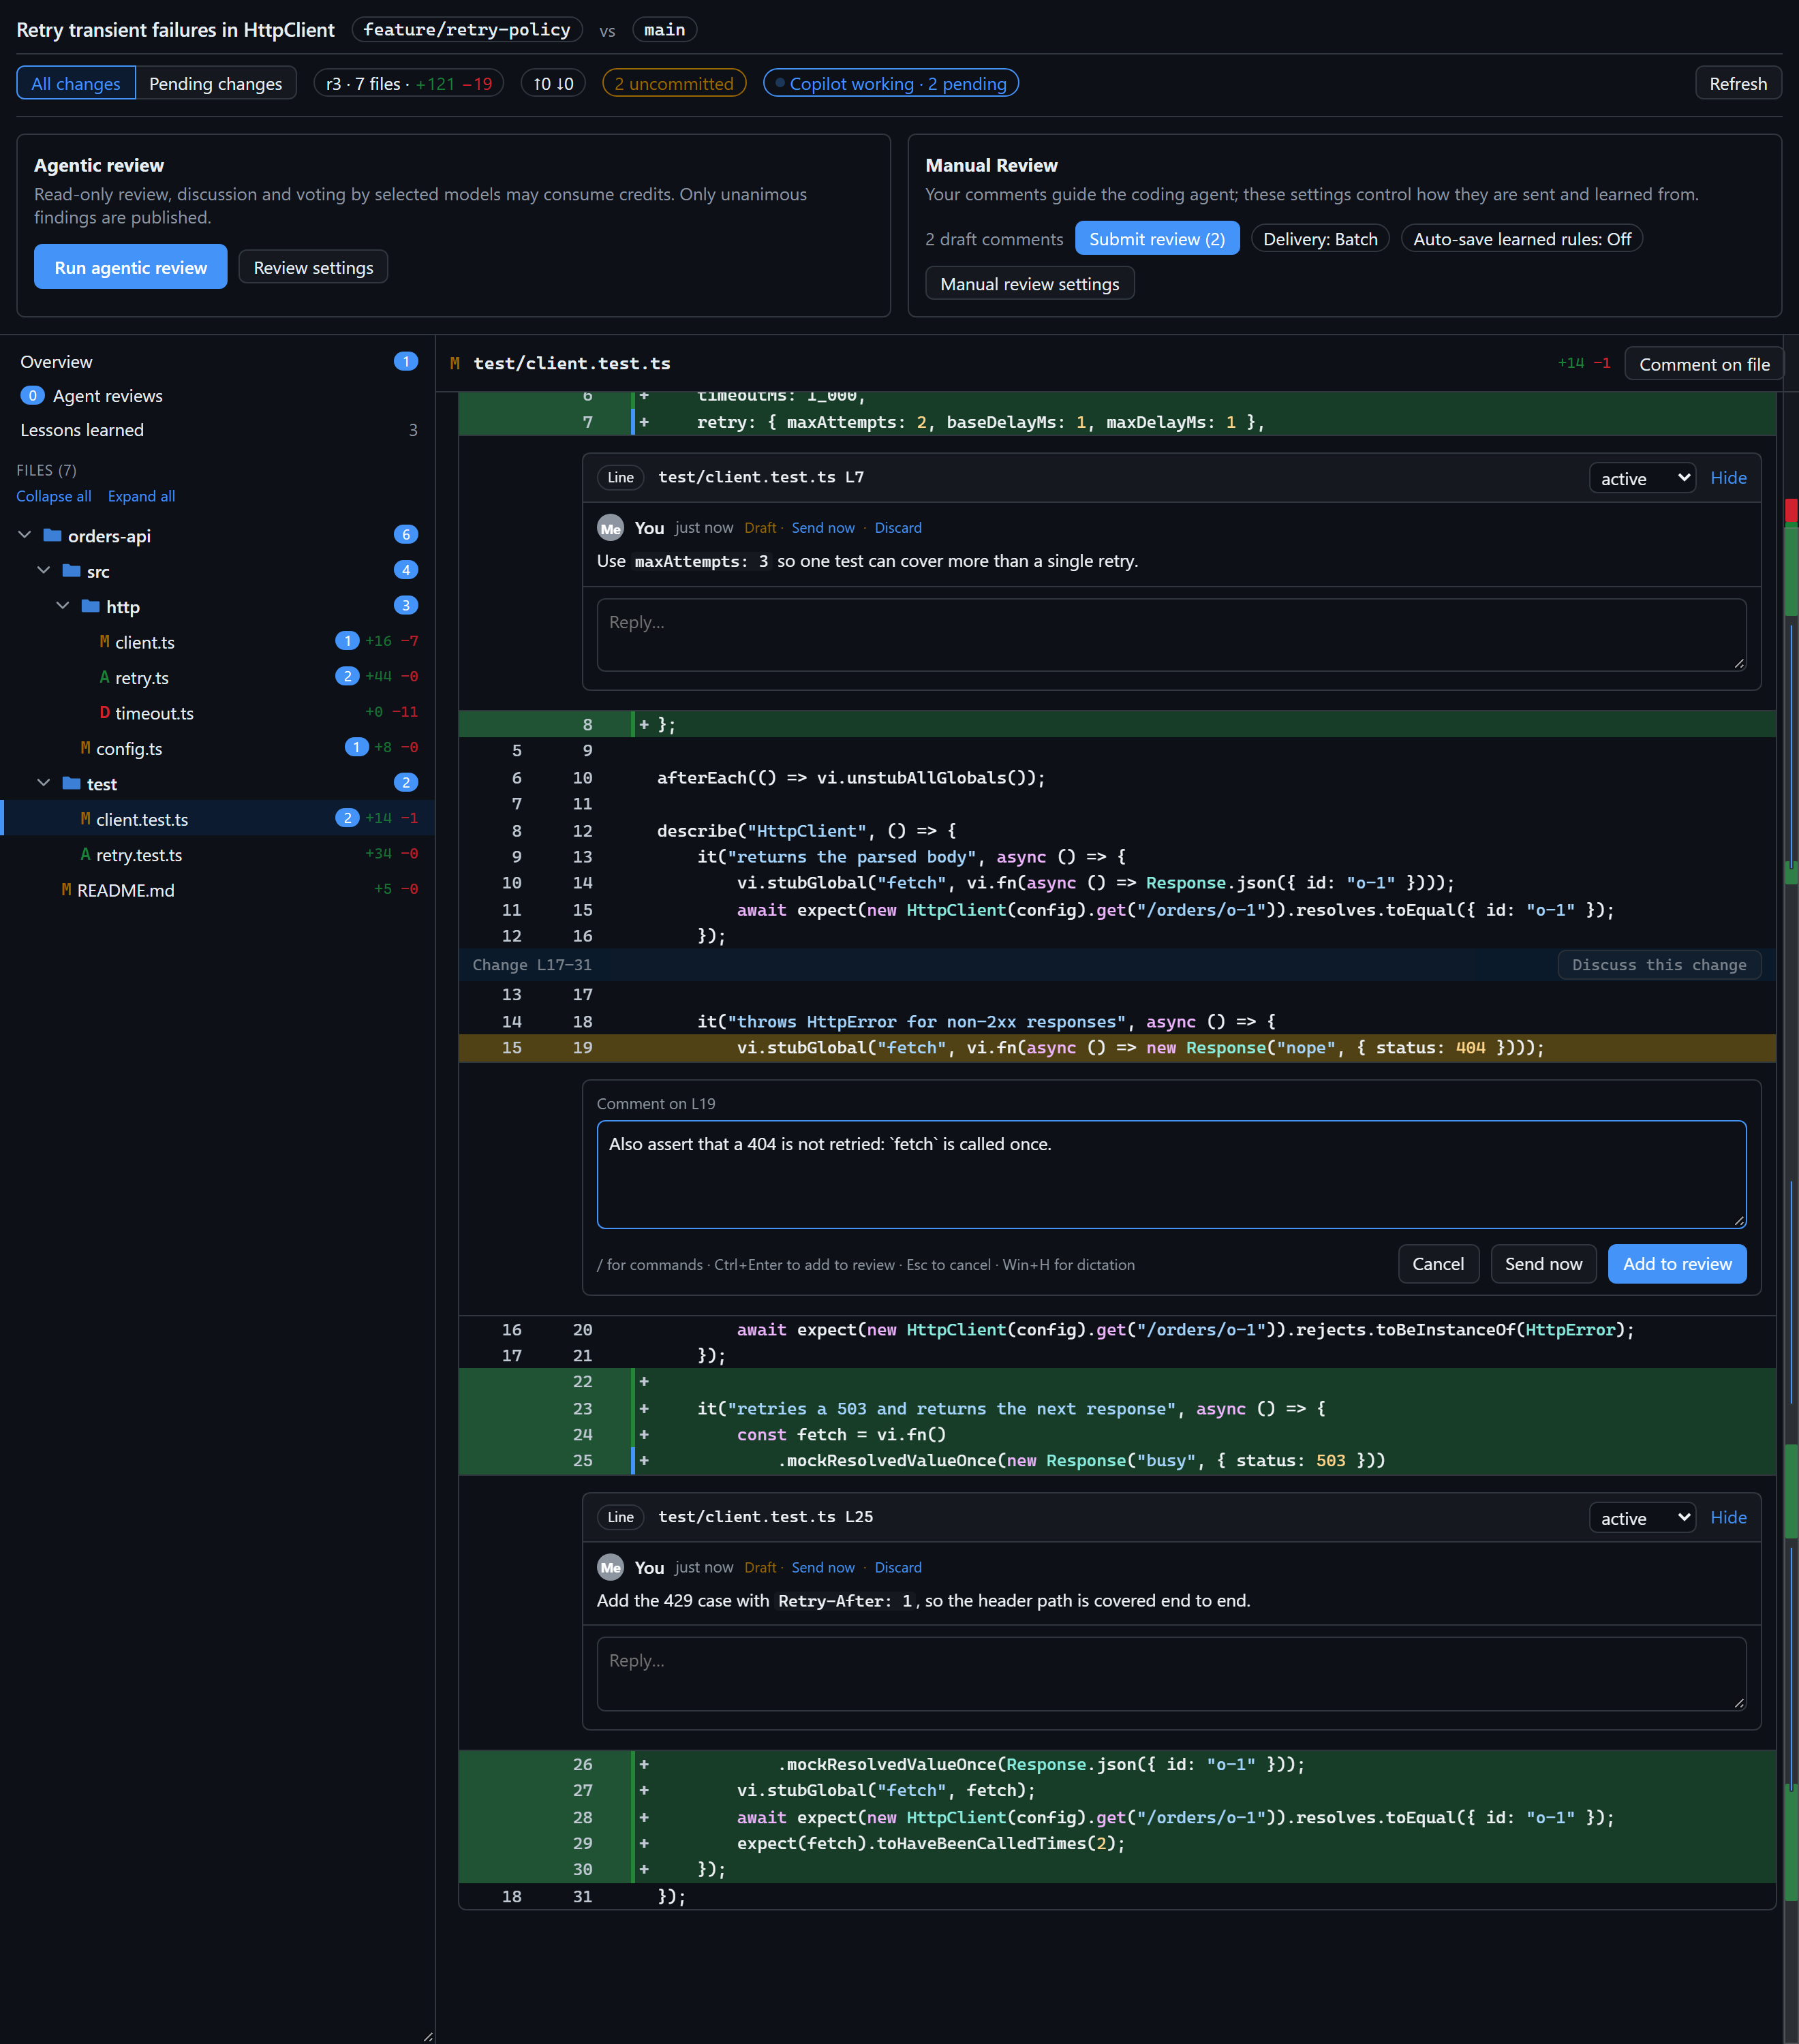 Retry transient failures in HttpClient feature/retry-policy vs main
All changes Pending changes r3 · 7 files · +121 −19 ↑0 ↓0 2 uncommitted Copilot working · 2 pending Refresh
Agentic review
Read-only review, discussion and voting by selected models may consume credits. Only unanimous
findings are published.
Run agentic review Review settings
Manual Review
Your comments guide the coding agent; these settings control how they are sent and learned from.
2 draft comments Submit review (2) Delivery: Batch Auto-save learned rules: Off
Manual review settings
Overview 1
0 Agent reviews
Lessons learned 3
FILES (7)
Collapse all Expand all
orders-api 6
src 4
http 3
M client.ts 1 +16 −7
A retry.ts 2 +44 −0
D timeout.ts +0 −11
M config.ts 1 +8 −0
test 2
M client.test.ts 2 +14 −1
A retry.test.ts +34 −0
M README.md +5 −0
M test/client.test.ts +14 −1 Comment on file
6 + timeoutMs: 1_000,
7 + retry: { maxAttempts: 2, baseDelayMs: 1, maxDelayMs: 1 },
Line test/client.test.ts L7 active Hide
Me You just now Draft · Send now · Discard
Use maxAttempts: 3 so one test can cover more than a single retry.
Reply...
8 + };
5 9
6 10 afterEach(() => vi.unstubAllGlobals());
7 11
8 12 describe("HttpClient", () => {
9 13 it("returns the parsed body", async () => {
10 14 vi.stubGlobal("fetch", vi.fn(async () => Response.json({ id: "o-1" })));
11 15 await expect(new HttpClient(config).get("/orders/o-1")).resolves.toEqual({ id: "o-1" });
12 16 });
Change L17–31 Discuss this change
13 17
14 18 it("throws HttpError for non-2xx responses", async () => {
15 19 vi.stubGlobal("fetch", vi.fn(async () => new Response("nope", { status: 404 })));
Comment on L19
Also assert that a 404 is not retried: `fetch` is called once.
/ for commands · Ctrl+Enter to add to review · Esc to cancel · Win+H for dictation Cancel Send now Add to review
16 20 await expect(new HttpClient(config).get("/orders/o-1")).rejects.toBeInstanceOf(HttpError);
17 21 });
22 +
23 + it("retries a 503 and returns the next response", async () => {
24 + const fetch = vi.fn()
25 + .mockResolvedValueOnce(new Response("busy", { status: 503 }))
Line test/client.test.ts L25 active Hide
Me You just now Draft · Send now · Discard
Add the 429 case with Retry-After: 1, so the header path is covered end to end.
Reply...
26 + .mockResolvedValueOnce(Response.json({ id: "o-1" }));
27 + vi.stubGlobal("fetch", fetch);
28 + await expect(new HttpClient(config).get("/orders/o-1")).resolves.toEqual({ id: "o-1" });
29 + expect(fetch).toHaveBeenCalledTimes(2);
30 + });
18 31 });